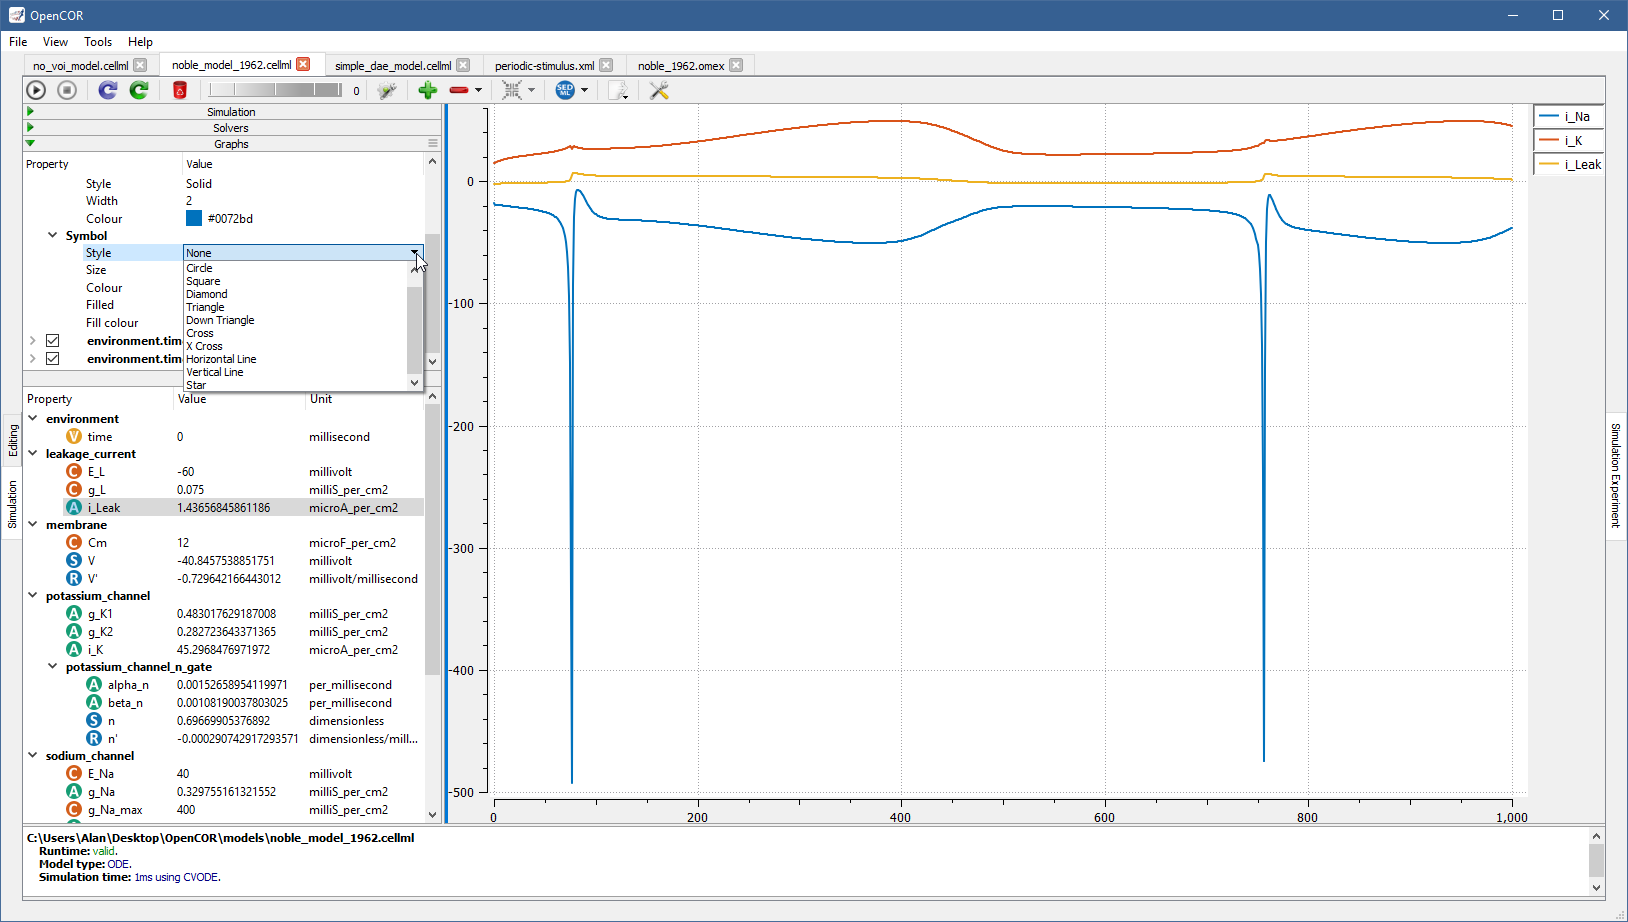 OpenCOR
File View Tools Help
no_voi_model.cellml noble_model_1962.cellml simple_dae_model.cellml periodic-stimulus.xml noble_1962.omex
0 SED ML
Simulation
Solvers
Graphs
Property Value
Style Solid
Width 2
Colour #0072bd
Symbol
Style None
Size Circle
Square
Colour Diamond
Filled Triangle
Down Triangle
Fill colour Cross
environment.tim X Cross
environment.tim Horizontal Line
Vertical Line
Star
Property Value Unit
environment
V time 0 millisecond
leakage_current
C E_L -60 millivolt
C g_L 0.075 milliS_per_cm2
A i_Leak 1.43656845861186 microA_per_cm2
membrane
C Cm 12 microF_per_cm2
S V -40.8457538851751 millivolt
R V' -0.729642166443012 millivolt/millisecond
potassium_channel
A g_K1 0.483017629187008 milliS_per_cm2
A g_K2 0.282723643371365 milliS_per_cm2
A i_K 45.2968476971972 microA_per_cm2
potassium_channel_n_gate
A alpha_n 0.00152658954119971 per_millisecond
A beta_n 0.00108190037803025 per_millisecond
S n 0.69669905376892 dimensionless
R n' -0.000290742917293571 dimensionless/mill...
sodium_channel
C E_Na 40 millivolt
A g_Na 0.329755161321552 milliS_per_cm2
C g_Na_max 400 milliS_per_cm2
Editing
Simulation
0
-100
-200
-300
-400
-500
0 200 400 600 800 1,000
i_Na
i_K
i_Leak
Simulation Experiment
C:\Users\Alan\Desktop\OpenCOR\models\noble_model_1962.cellml
Runtime: valid.
Model type: ODE.
Simulation time: 1ms using CVODE.